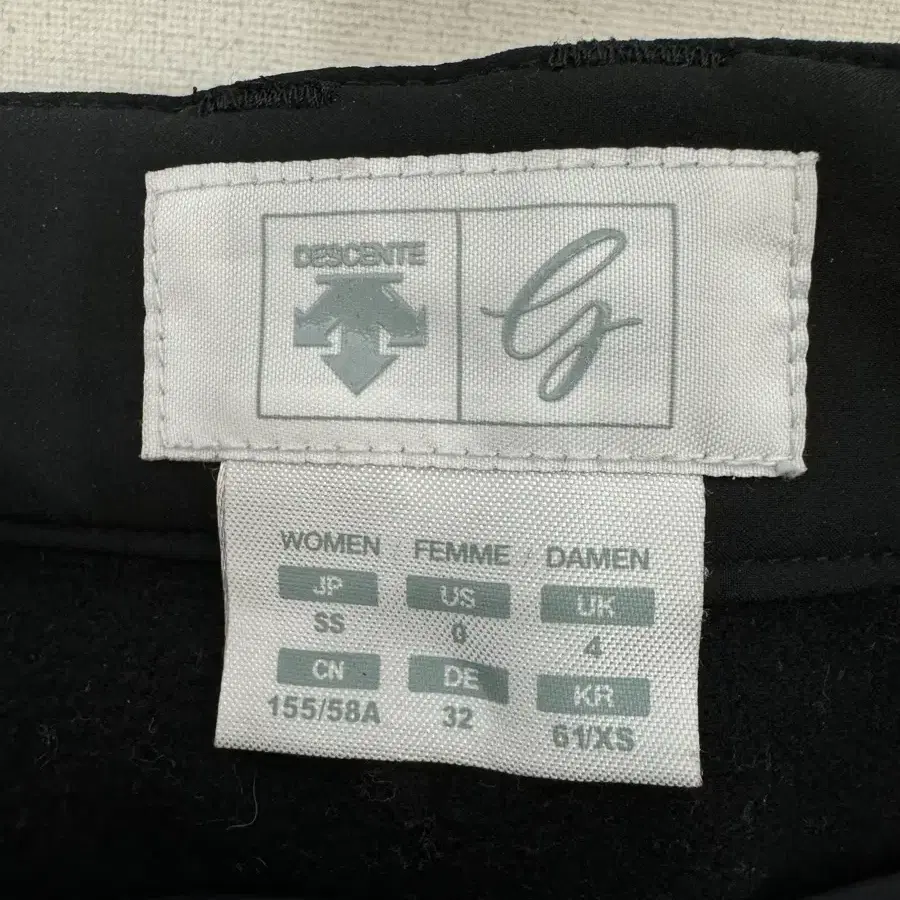 DESCENTE
G
WOMEN FEMME DAMEN
JP US UK
SS 0 4
CN DE KR
155/58A 32 61/XS